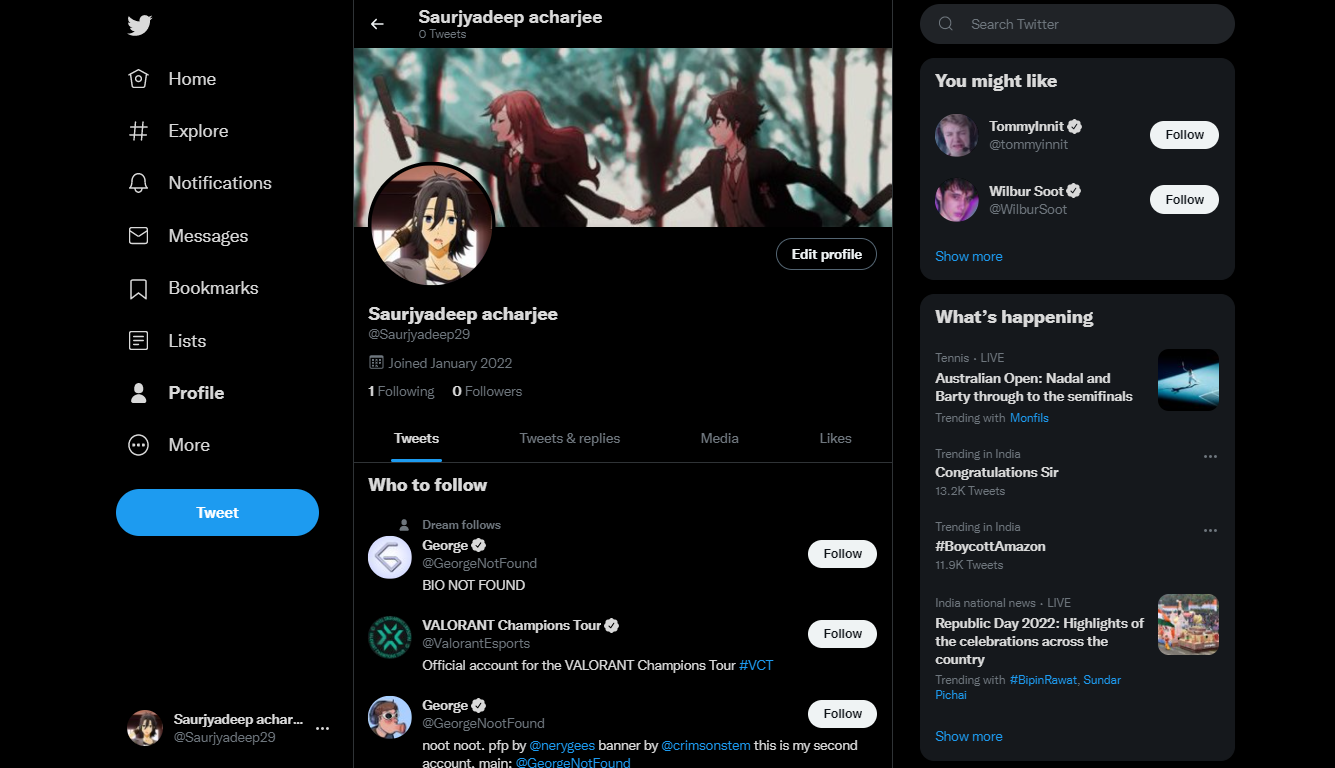 Home
Explore
Notifications
Messages
Bookmarks
Lists
Profile
More
Tweet
Saurjyadeep achar...
@Saurjyadeep29
Saurjyadeep acharjee
0 Tweets
Edit profile
Saurjyadeep acharjee
@Saurjyadeep29
Joined January 2022
1 Following 0 Followers
Tweets Tweets & replies Media Likes
Who to follow
Dream follows
George
@GeorgeNotFound
Follow
BIO NOT FOUND
VALORANT Champions Tour
@ValorantEsports
Follow
Official account for the VALORANT Champions Tour #VCT
George
@GeorgeNootFound
Follow
noot noot. pfp by @nerygees banner by @crimsonstem this is my second
account. main: @GeorgeNotFound
Search Twitter
You might like
TommyInnit
@tommyinnit
Follow
Wilbur Soot
@WilburSoot
Follow
Show more
What's happening
Tennis · LIVE
Australian Open: Nadal and
Barty through to the semifinals
Trending with Monfils
Trending in India
Congratulations Sir
13.2K Tweets
Trending in India
#BoycottAmazon
11.9K Tweets
India national news · LIVE
Republic Day 2022: Highlights of
the celebrations across the
country
Trending with #BipinRawat, Sundar
Pichai
Show more